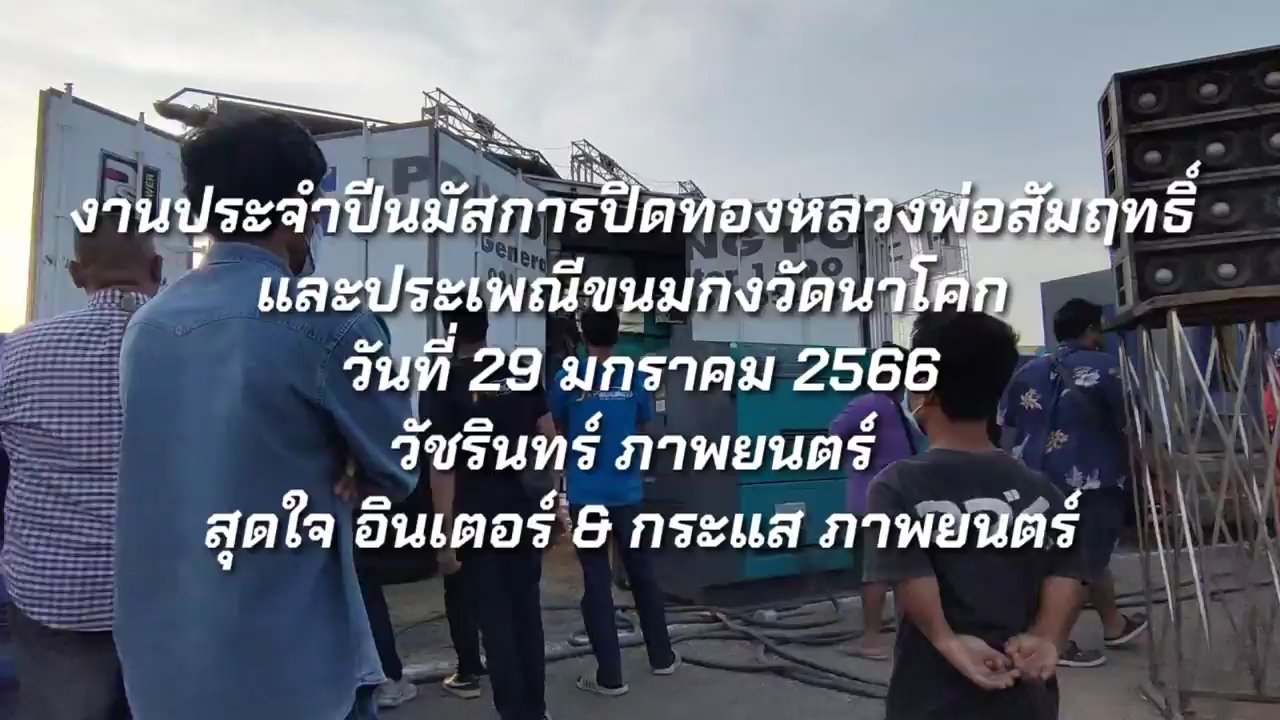 งานประจำปีนมัสการปิดทองหลวงพ่อสัมฤทธิ์
และประเพณีขนมกงวัดนาโคก
วันที่ 29 มกราคม 2566
วัชรินทร์ ภาพยนตร์
สุดใจ อินเตอร์ & กระแส ภาพยนตร์